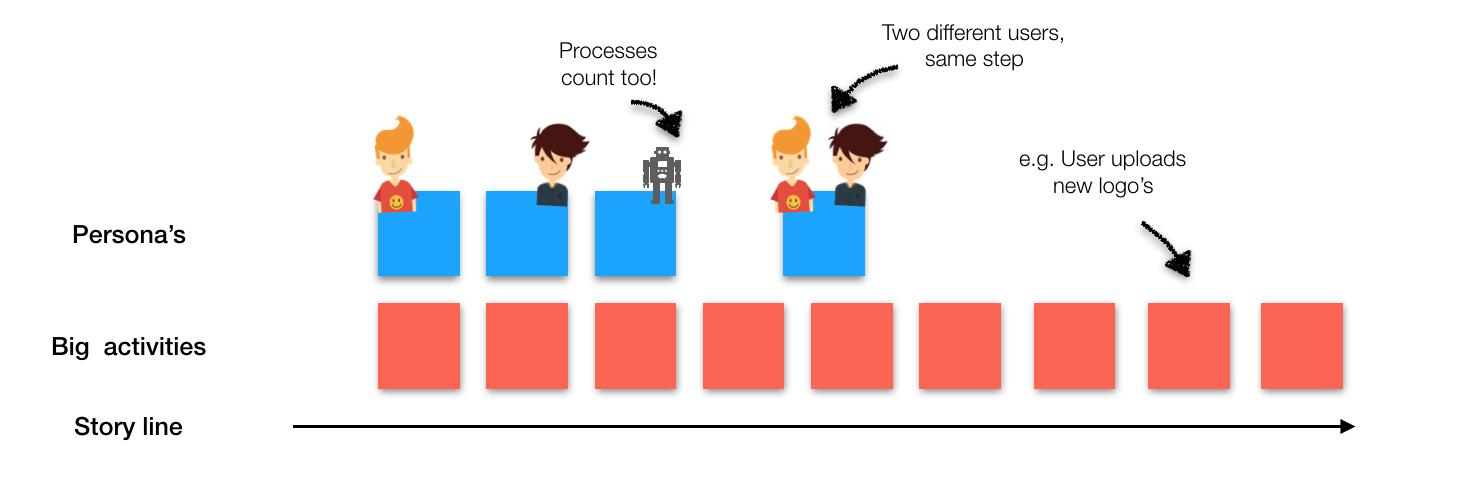 Two different users,
same step
Processes
count too!
e.g. User uploads
new logo's
Persona's
Big activities
Story line